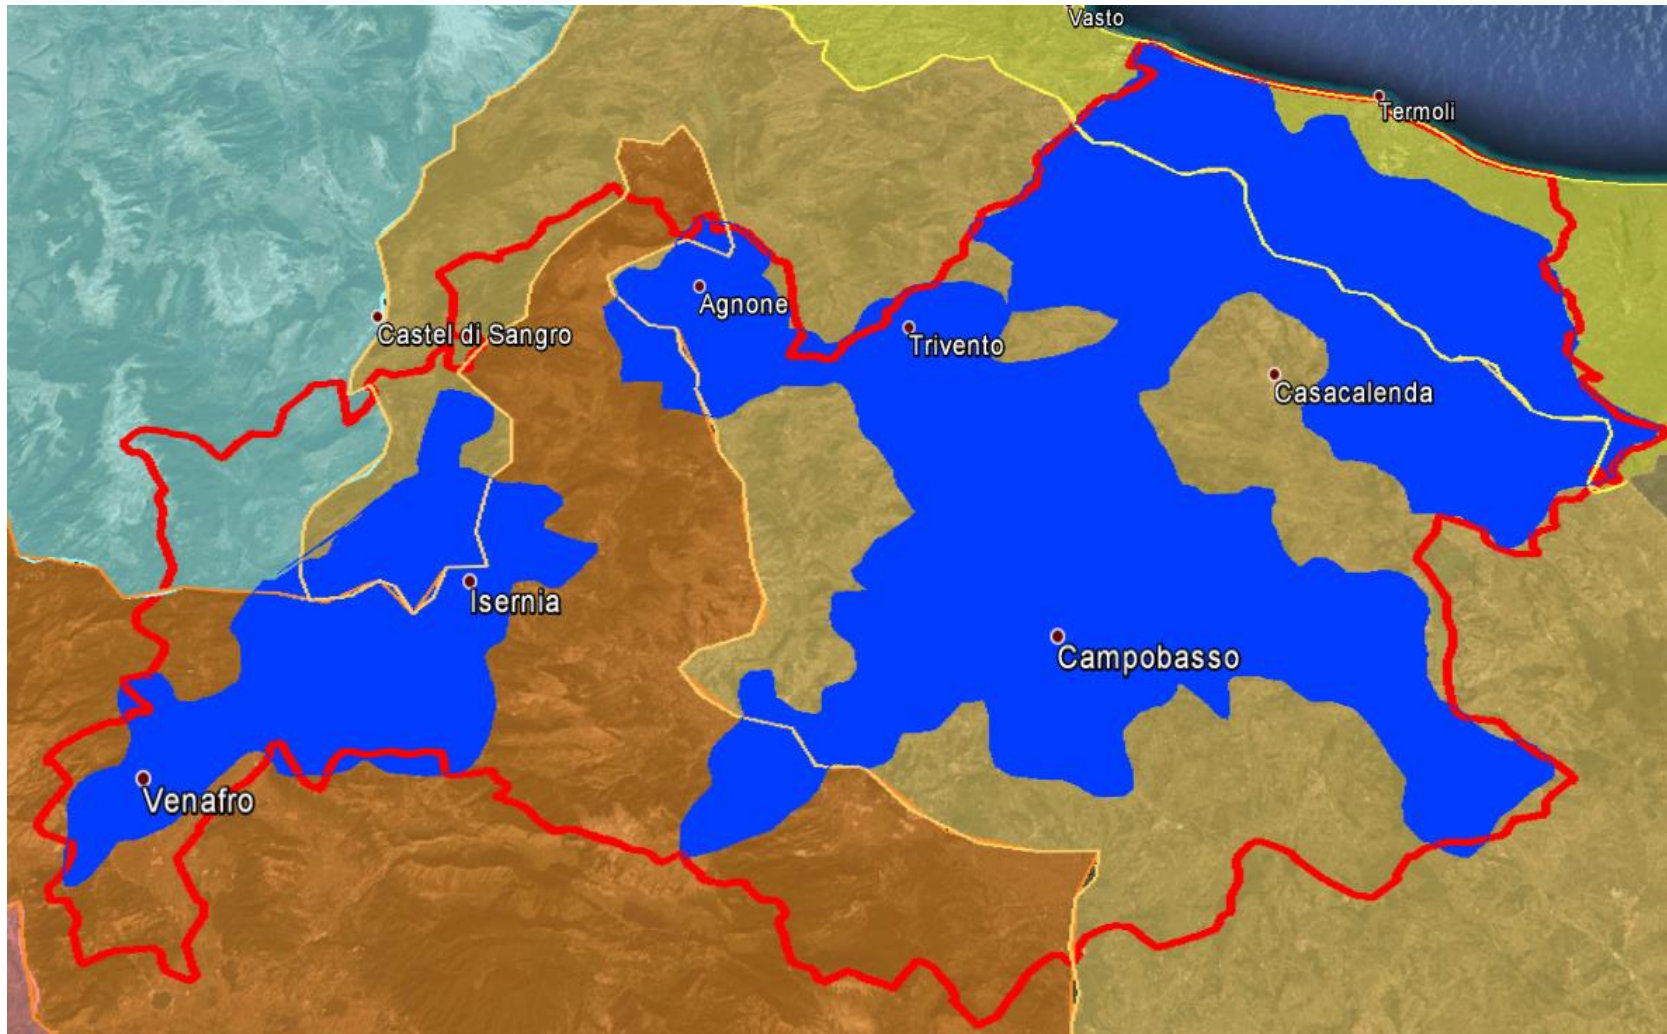 Vasto
Termoli
Agnone
Castel di Sangro
Trivento
Casacalenda
Isernia
Campobasso
Venafro